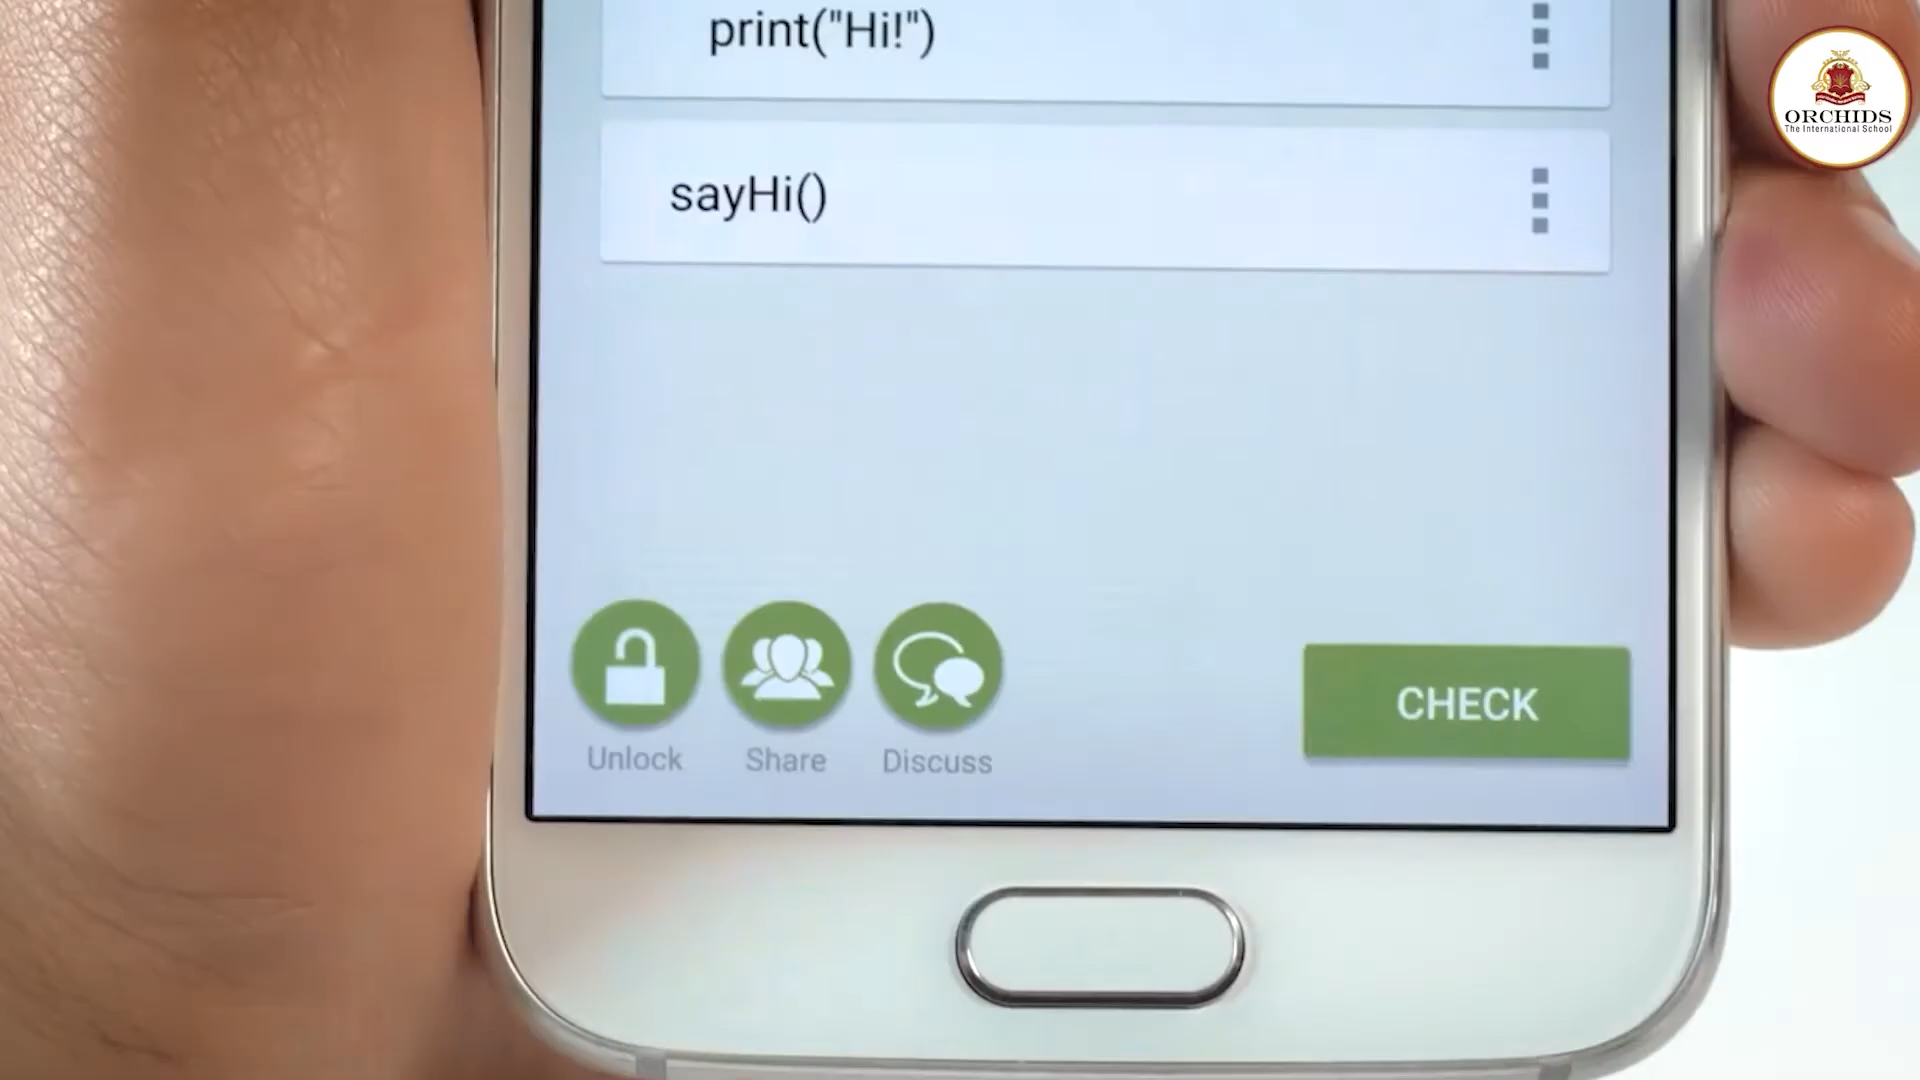 print("Hi!")
ORCHIDS
The International School
sayHi()
Unlock
Share
Discuss
CHECK